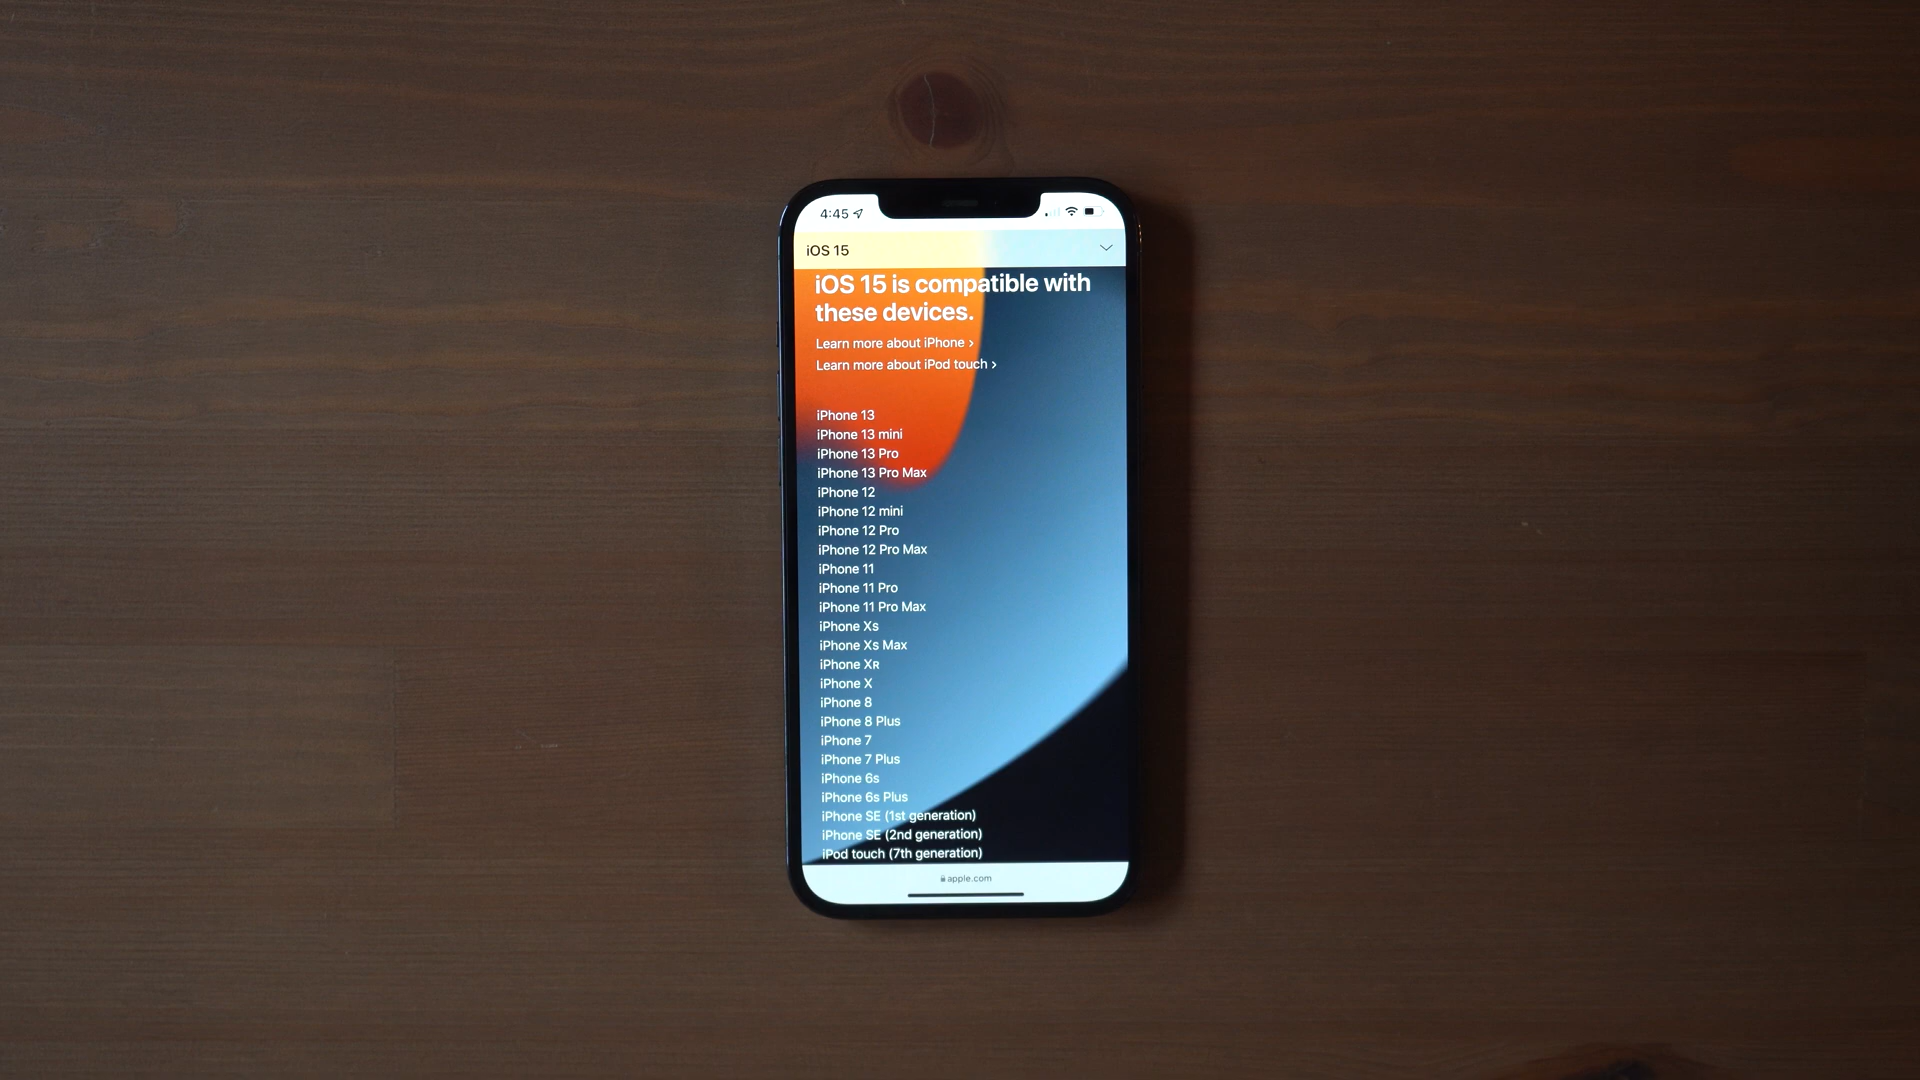 4:45
iOS 15
iOS 15 is compatible with
these devices.
Learn more about iPhone >
Learn more about iPod touch >
iPhone 13
iPhone 13 mini
iPhone 13 Pro
iPhone 13 Pro Max
iPhone 12
iPhone 12 mini
iPhone 12 Pro
iPhone 12 Pro Max
iPhone 11
iPhone 11 Pro
iPhone 11 Pro Max
iPhone Xs
iPhone Xs Max
iPhone XR
iPhone X
iPhone 8
iPhone 8 Plus
iPhone 7
iPhone 7 Plus
iPhone 6s
iPhone 6s Plus
iPhone SE (1st generation)
iPhone SE (2nd generation)
iPod touch (7th generation)
apple.com